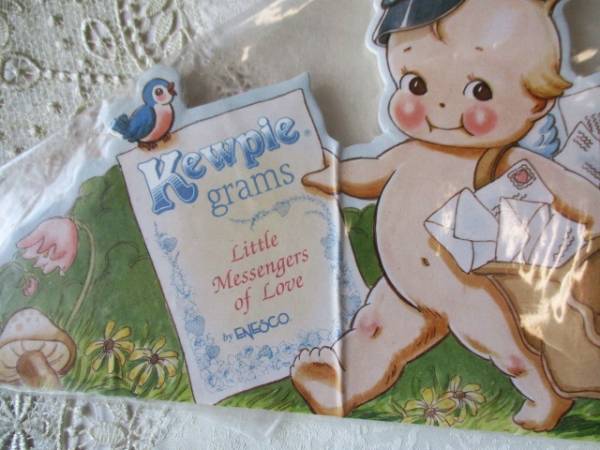 Kewpie®
grams
Little
Messengers
of Love
by ENESCO